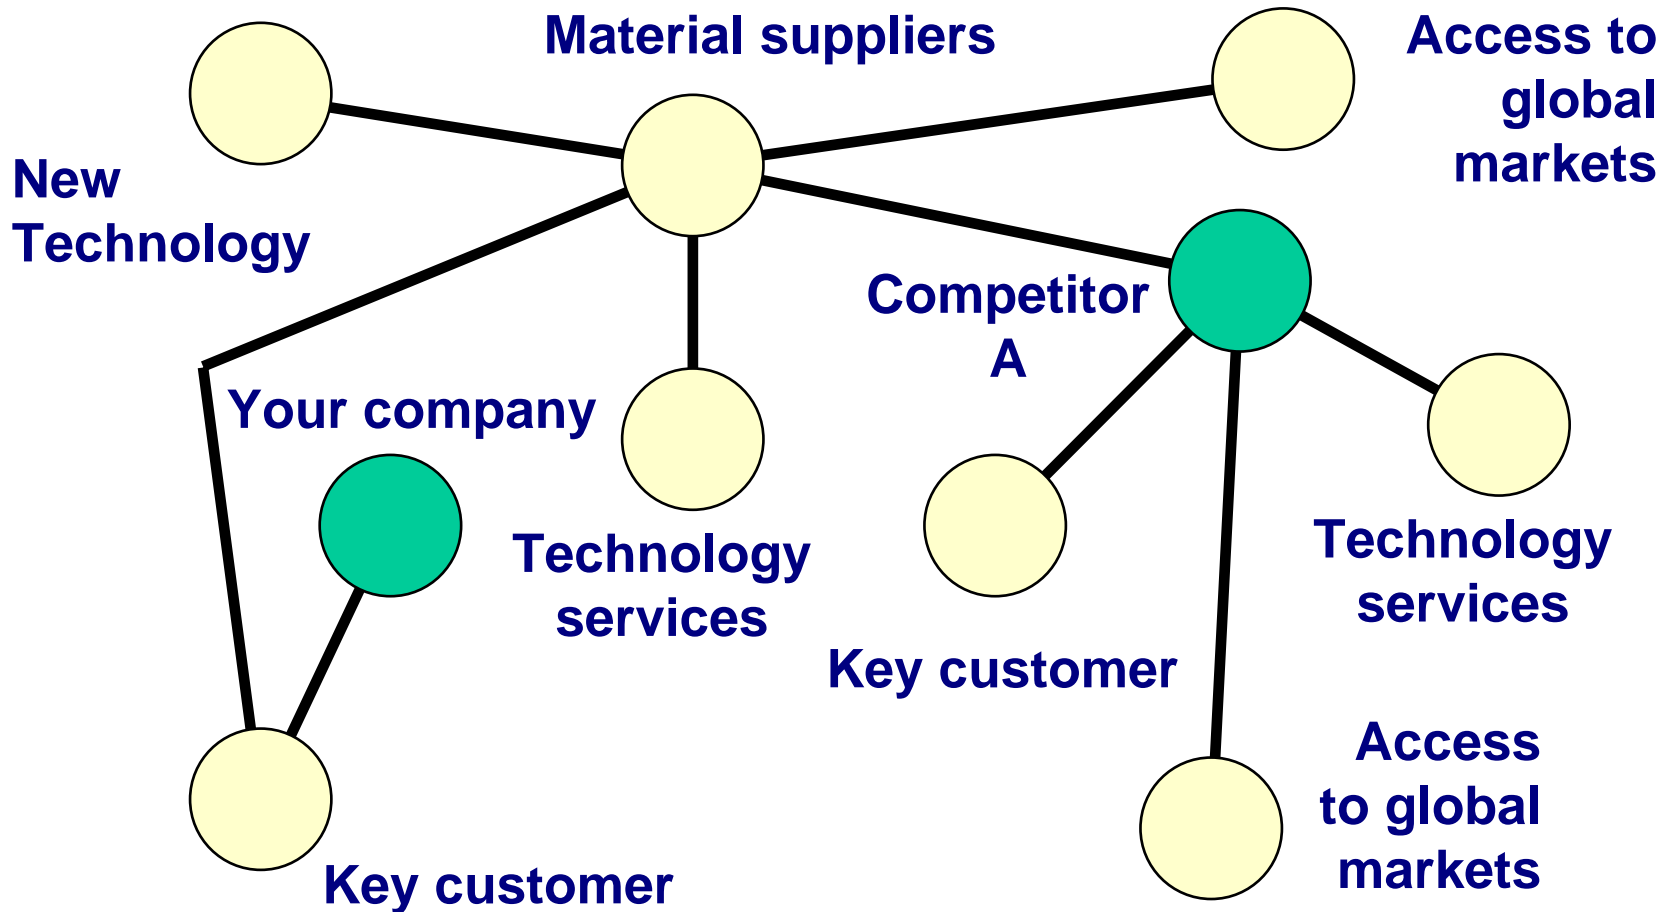 Material suppliers
Access to
global
markets
New
Technology
Competitor
A
Your company
Technology
services
Technology
services
Key customer
Access
to global
markets
Key customer